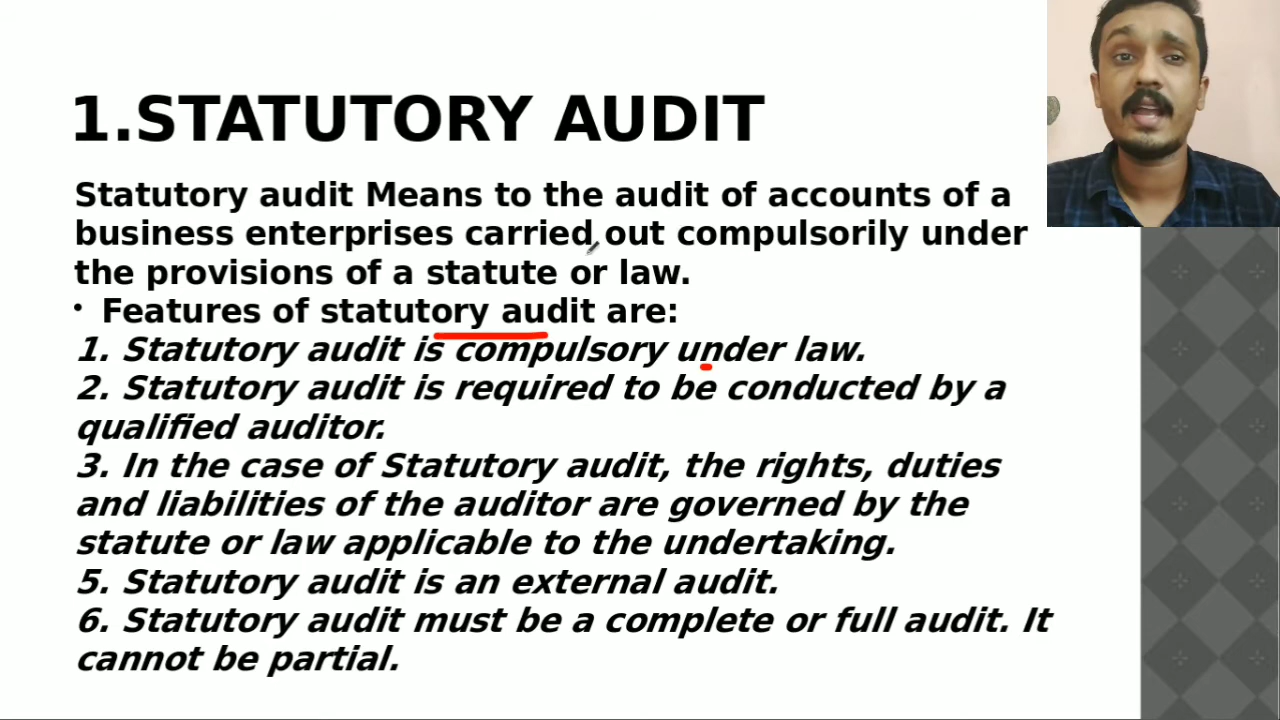 1.STATUTORY AUDIT
Statutory audit Means to the audit of accounts of a
business enterprises carried out compulsorily under
the provisions of a statute or law.
• Features of statutory audit are:
1. Statutory audit is compulsory under law.
2. Statutory audit is required to be conducted by a
qualified auditor.
3. In the case of Statutory audit, the rights, duties
and liabilities of the auditor are governed by the
statute or law applicable to the undertaking.
5. Statutory audit is an external audit.
6. Statutory audit must be a complete or full audit. It
cannot be partial.